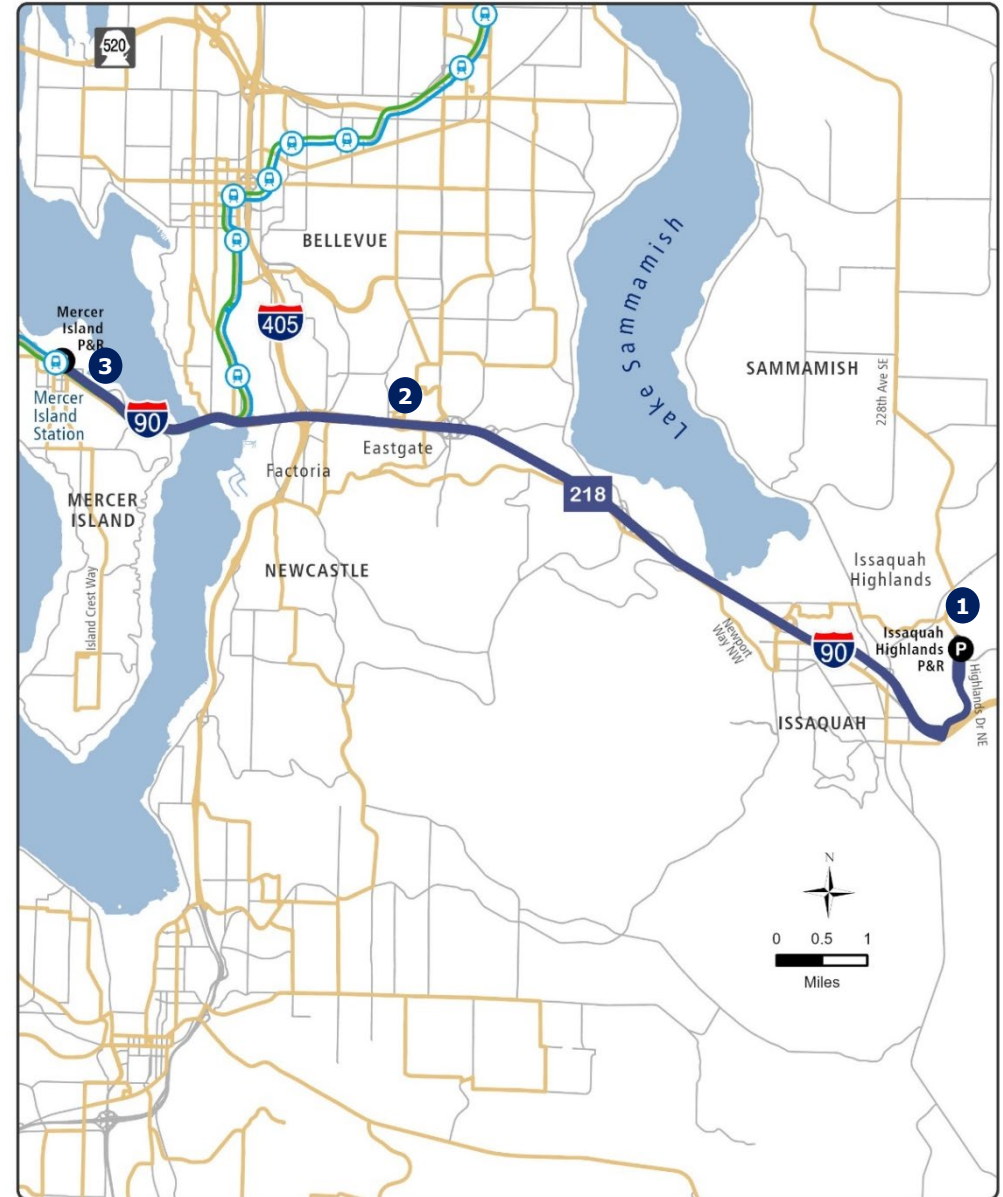 520
BELLEVUE
405
Mercer
Island
P&R
3
Mercer
Island
Station
90
2
Eastgate
Factoria
Lake Sammamish
SAMMAMISH
228th Ave SE
218
MERCER
ISLAND
Island Crest Way
NEWCASTLE
Issaquah
Highlands
1
Issaquah
Highlands
P&R
P
Newport
Way NW
90
Highlands Dr NE
ISSAQUAH
N
0 0.5 1
Miles